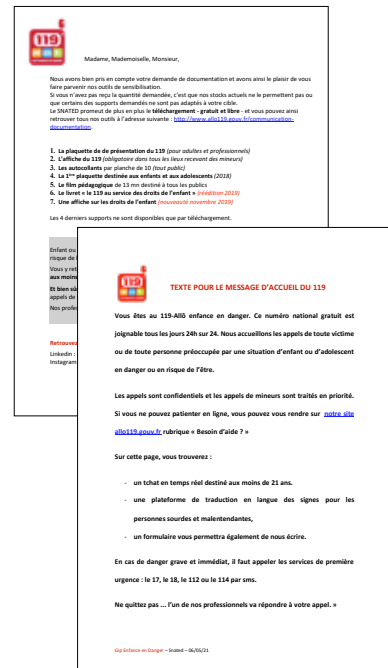 119
Madame, Mademoiselle, Monsieur,
Nous avons bien pris en compte votre demande de documentation et avons ainsi le plaisir de vous
faire parvenir nos outils de sensibilisation.
Si vous n'avez pas reçu la quantité demandée, c'est que nos stocks actuels ne le permettent pas ou
que certains des supports demandés ne sont pas adaptés à votre cible.
Le SNATED promeut de plus en plus le téléchargement - gratuit et libre - et vous pouvez ainsi
retrouver tous nos outils à l'adresse suivante : http://www.allo119.gouv.fr/communication-
documentation.
1. La plaquette de de présentation du 119 (pour adultes et professionnels)
2. L'affiche du 119 (obligatoire dans tous les lieux recevant des mineurs)
3. Les autocollants par planche de 10 (tout public)
4. La 1ère plaquette destinée aux enfants et aux adolescents (2018)
5. Le film pédagogique de 13 mn destiné à tous les publics
6. Le livret « le 119 au service des droits de l'enfant » (réédition 2019)
7. Une affiche sur les droits de l'enfant (nouveauté novembre 2019)
Les 4 derniers supports ne sont disponibles que par téléchargement.
Enfant ou
risque de
Vous y ret
aux moins
Et bien sû
appels de
Nos profe
Retrouvez
Linkedin :
Instagram
119
TEXTE POUR LE MESSAGE D'ACCUEIL DU 119
Vous êtes au 119-Allô enfance en danger. Ce numéro national gratuit est
joignable tous les jours 24h sur 24. Nous accueillons les appels de toute victime
ou de toute personne préoccupée par une situation d'enfant ou d'adolescent
en danger ou en risque de l'être.
Les appels sont confidentiels et les appels de mineurs sont traités en priorité.
Si vous ne pouvez patienter en ligne, vous pouvez vous rendre sur notre site
allo119.gouv.fr rubrique « Besoin d'aide ? »
Sur cette page, vous trouverez :
- un tchat en temps réel destiné aux moins de 21 ans.
- une plateforme de traduction en langue des signes pour les
personnes sourdes et malentendantes,
- un formulaire vous permettra également de nous écrire.
En cas de danger grave et immédiat, il faut appeler les services de première
urgence : le 17, le 18, le 112 ou le 114 par sms.
Ne quittez pas ... l'un de nos professionnels va répondre à votre appel. »
Gip Enfance en Danger – Snated – 06/05/21